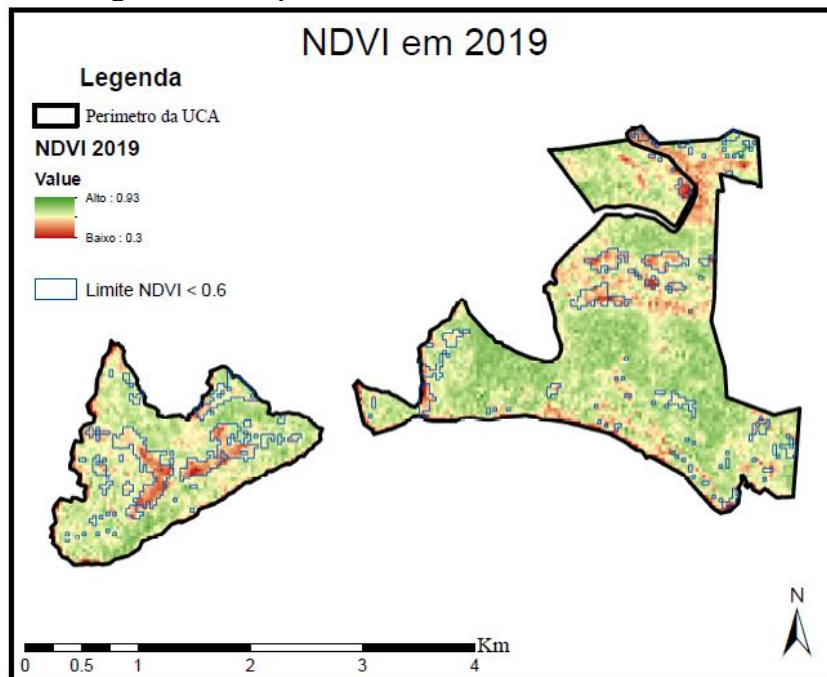 NDVI em 2019
Legenda
Perimetro da UCA
NDVI 2019
Value
Alto : 0.93
Baixo : 0.3
Limite NDVI < 0.6
N
Km
0 0.5 1 2 3 4